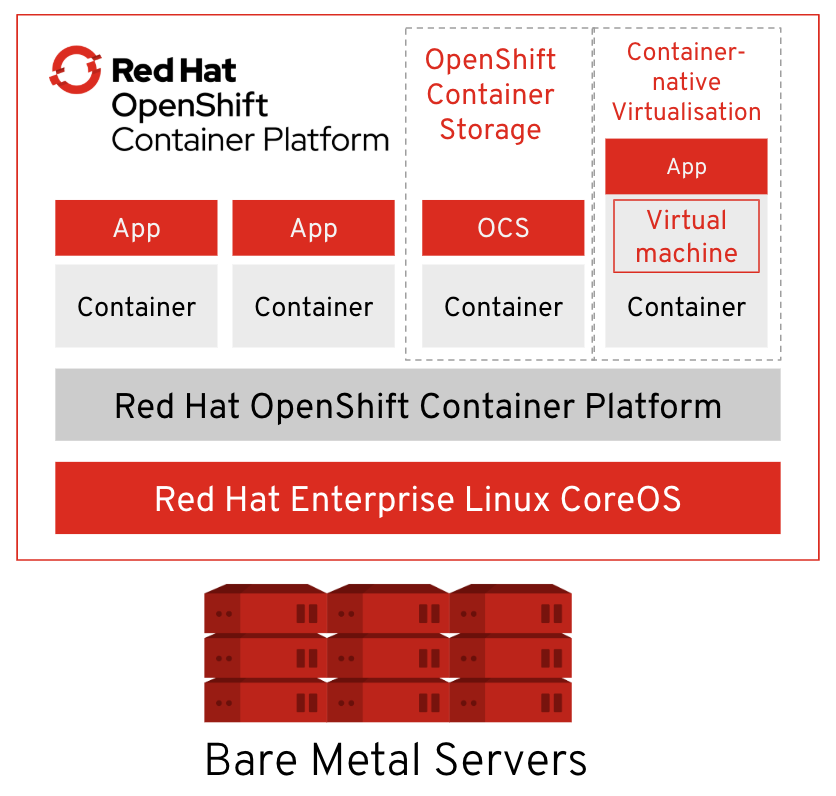 Red Hat
OpenShift
Container Platform
OpenShift
Container
Storage
Container-
native
Virtualisation
App
App
App
OCS
Virtual
machine
Container
Container
Container
Container
Red Hat OpenShift Container Platform
Red Hat Enterprise Linux CoreOS
Bare Metal Servers